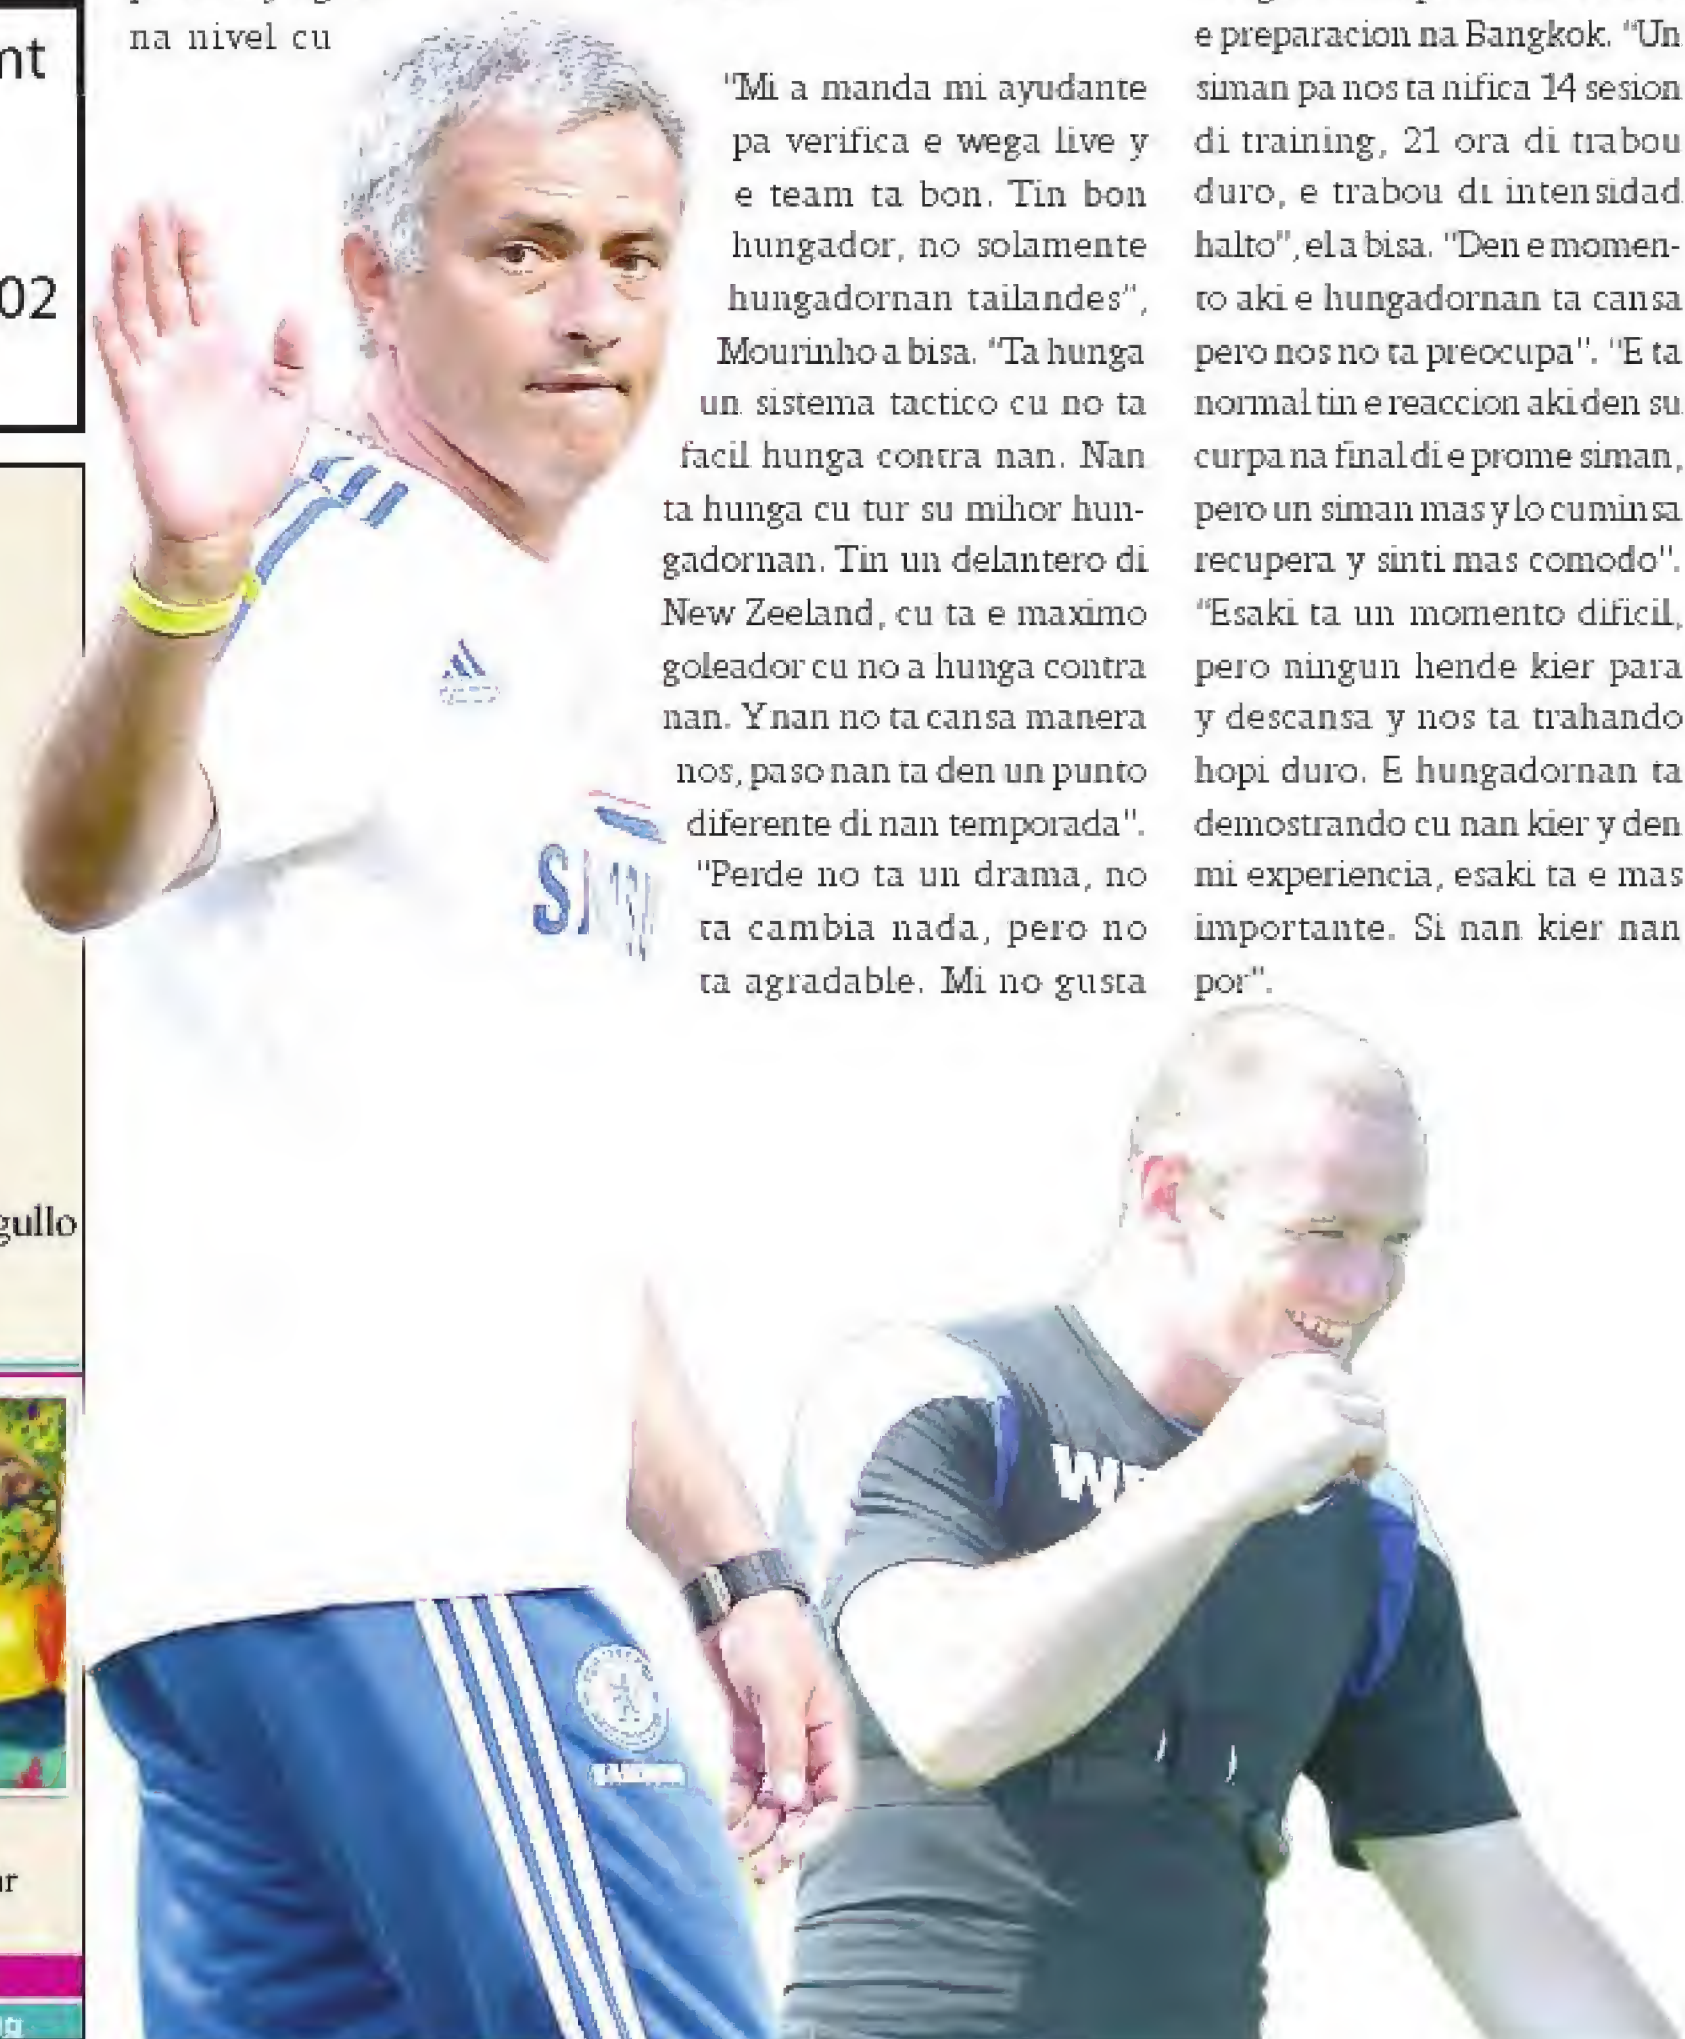 nt
02
gullo
ar
ng
na nivel cu
"Mi a manda mi ayudante
pa verifica e wega live y
e team ta bon. Tin bon
hungador, no solamente
hungadornan tailandes",
Mourinho a bisa. "Ta hunga
un sistema tactico cu no ta
facil hunga contra nan. Nan
ta hunga cu tur su mihor hun-
gadornan. Tin un delantero di
New Zeeland, cu ta e maximo
goleador cu no a hunga contra
nan. Y nan no ta cansa manera
nos, paso nan ta den un punto
diferente di nan temporada".
"Perde no ta un drama, no
ta cambia nada, pero no
ta agradable. Mi no gusta
e preparacion na Bangkok. "Un
siman pa nos ta nifica 14 sesion
di training, 21 ora di trabou
duro, e trabou di intensidad
halto", el a bisa. "Den e momen-
to aki e hungadornan ta cansa
pero nos no ta preocupa". "E ta
normal tin e reaccion aki den su
curpa na final di e prome siman,
pero un siman mas y lo cuminsa
recupera y sinti mas comodo".
"Esaki ta un momento dificil,
pero ningun hende kier para
y descansa y nos ta trahando
hopi duro. E hungadornan ta
demostrando cu nan kier y den
mi experiencia, esaki ta e mas
importante. Si nan kier nan
por".